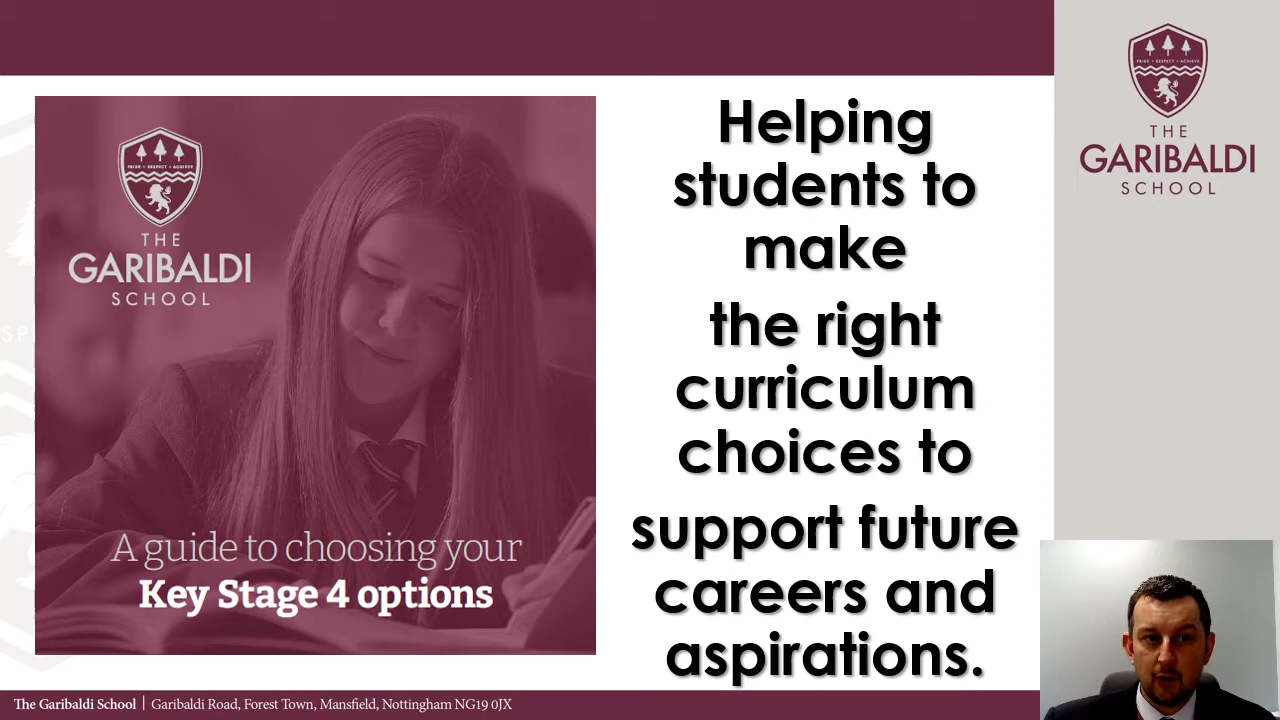 PRIDE • RESPECT • ACHIEVE
THE
GARIBALDI
SCHOOL
A guide to choosing your
Key Stage 4 options
Helping
students to
make
the right
curriculum
choices to
support future
careers and
aspirations.
PRIDE • RESPECT • ACHIEVE
THE
GARIBALDI
SCHOOL
The Garibaldi School | Garibaldi Road, Forest Town, Mansfield, Nottingham NG19 0JX